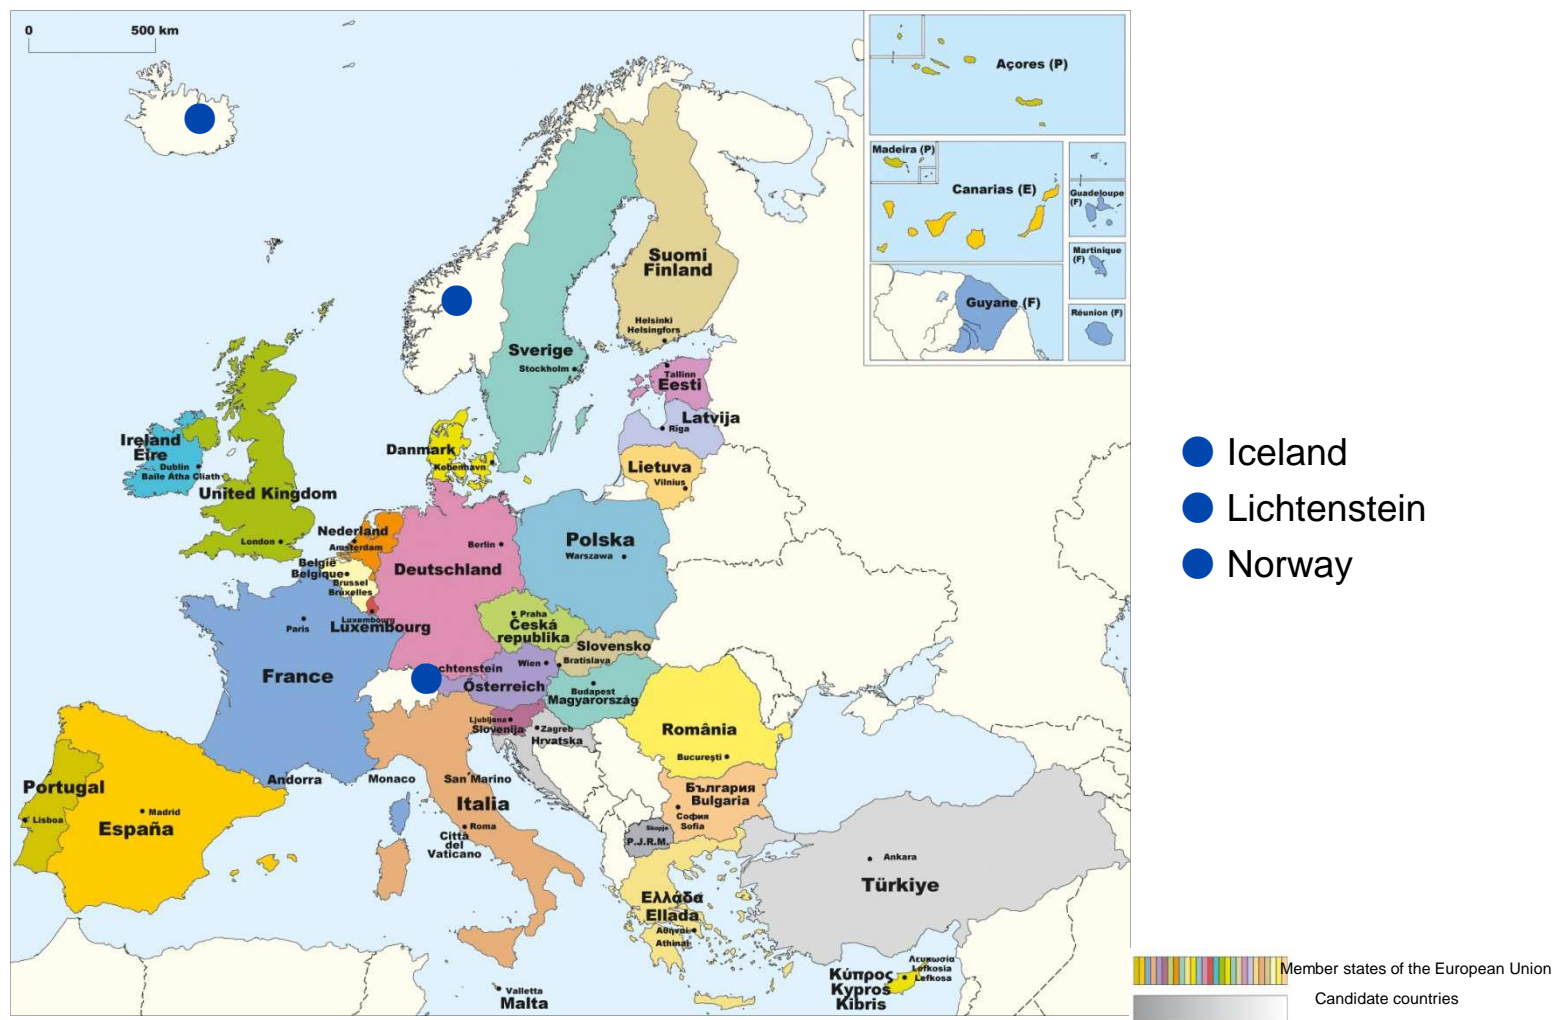 0 500 km
Açores (P)
Madeira (P)
Canarias (E)
Guadeloupe
(F)
Martinique
(F)
Guyane (F)
Réunion (F)
Suomi
Finland
Helsinki
Helsingfors
Sverige
Stockholm
Tallinn
Eesti
Latvija
Rīga
Lietuva
Vilnius
Danmark
København
Ireland
Éire
Dublin
Baile Átha Cliath
United Kingdom
London
Nederland
Amsterdam
België
Belgique
Brussel
Bruxelles
Luxembourg
Luxembourg
Berlin
Deutschland
Polska
Warszawa
Praha
Česká
republika
Slovensko
Bratislava
Wien
chtenstein
Österreich
Budapest
Magyarország
Ljubljana
Slovenija
Zagreb
Hrvatska
Paris
France
România
Bucureşti
България
Bulgaria
София
Sofia
Portugal
Lisboa
Madrid
España
Andorra
Monaco
San Marino
Italia
Roma
Città
del
Vaticano
Skopje
P.J.R.M.
Ελλάδα
Ellada
Αθήναι
Athinai
Ankara
Türkiye
Valletta
Malta
Κύπρος
Kypros
Kibris
Λευκωσία
Lefkosia
Lefkosa
Iceland
Lichtenstein
Norway
Member states of the European Union
Candidate countries